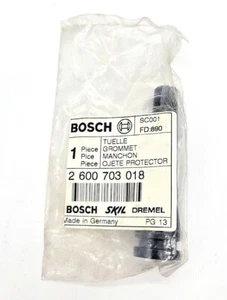 BOSCH
SC001
FD:890
TUELLE
1 Piece GROMMET
Pice MANCHON
Pieza OJETE PROTECTOR
2 600 703 018
BOSCH SKIL DREMEL
Made in Germany PG 13